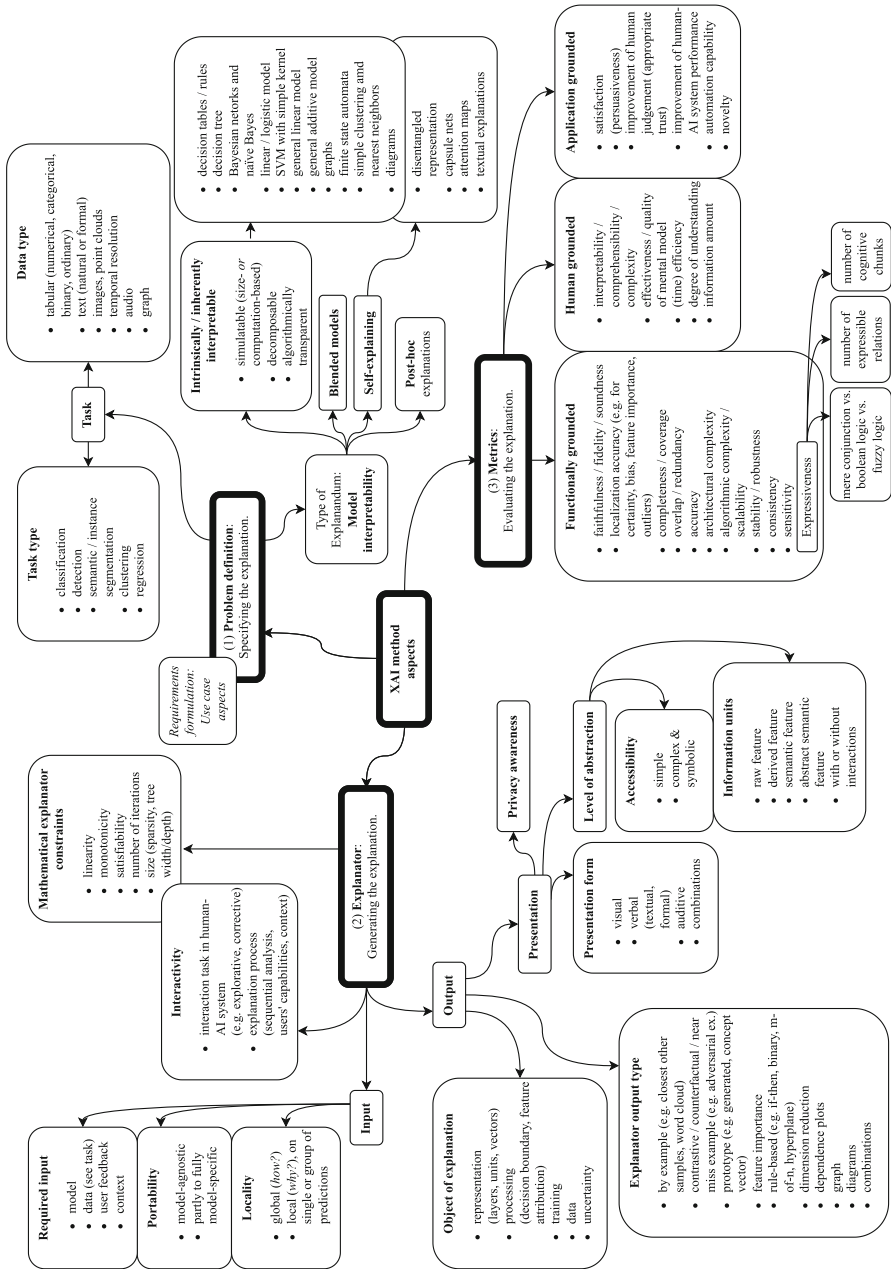 Task type
• classification
• detection
• semantic / instance
segmentation
• clustering
• regression
Task
Data type
• tabular (numerical, categorical,
binary, ordinary)
• text (natural or formal)
• images, point clouds
• temporal resolution
• audio
• graph
Requirements
formulation:
Use case
aspects
(1) Problem definition:
Specifying the explanation.
Type of
Explanandum:
Model
interpretability
Intrinsically / inherently
interpretable
• simulatable (size- or
computation-based)
• decomposable
• algorithmically
transparent
• decision tables / rules
• decision tree
• Bayesian netorks and
naïve Bayes
• linear / logistic model
• SVM with simple kernel
• general linear model
• general additive model
• graphs
• finite state automata
• simple clustering amd
nearest neighbors
• diagrams
Blended models
Self-explaining
• disentangled
representation
• capsule nets
• attention maps
• textual explanations
Post-hoc
explanations
XAI method
aspects
(2) Explanator:
Generating the explanation.
Mathematical explanator
constraints
• linearity
• monotonicity
• satisfiability
• number of iterations
• size (sparsity, tree
width/depth)
Interactivity
• interaction task in human-
AI system
(e.g. explorative, corrective)
• explanation process
(sequential analysis,
users' capabilities, context)
Input
Required input
• model
• data (see task)
• user feedback
• context
Portability
• model-agnostic
• partly to fully
model-specific
Locality
• global (how?)
• local (why?), on
single or group of
predictions
Output
Object of explanation
• representation
(layers, units, vectors)
• processing
(decision boundary, feature
attribution)
• training
• data
• uncertainty
Explanator output type
• by example (e.g. closest other
samples, word cloud)
• contrastive / counterfactual / near
miss example (e.g. adversarial ex.)
• prototype (e.g. generated, concept
vector)
• feature importance
• rule-based (e.g. if-then, binary, m-
of-n, hyperplane)
• dimension reduction
• dependence plots
• graph
• diagrams
• combinations
Presentation
Privacy awareness
Presentation form
• visual
• verbal
(textual,
formal)
• auditive
• combinations
Level of abstraction
Accessibility
• simple
• complex &
symbolic
Information units
• raw feature
• derived feature
• semantic feature
• abstract semantic
feature
• with or without
interactions
(3) Metrics:
Evaluating the explanation.
Functionally grounded
• faithfulness / fidelity / soundness
• localization accuracy (e.g. for
certainty, bias, feature importance,
outliers)
• completeness / coverage
• overlap / redundancy
• accuracy
• architectural complexity
• algorithmic complexity /
scalability
• stability / robustness
• consistency
• sensitivity
Expressiveness
mere conjunction vs.
boolean logic vs.
fuzzy logic
number of
expressible
relations
number of
cognitive
chunks
Human grounded
• interpretability /
comprehensibility /
complexity
• effectiveness / quality
of mental model
• (time) efficiency
• degree of understanding
• information amount
Application grounded
• satisfaction
• (persuasiveness)
• improvement of human
judgement (appropriate
trust)
• improvement of human-
AI system performance
• automation capability
• novelty